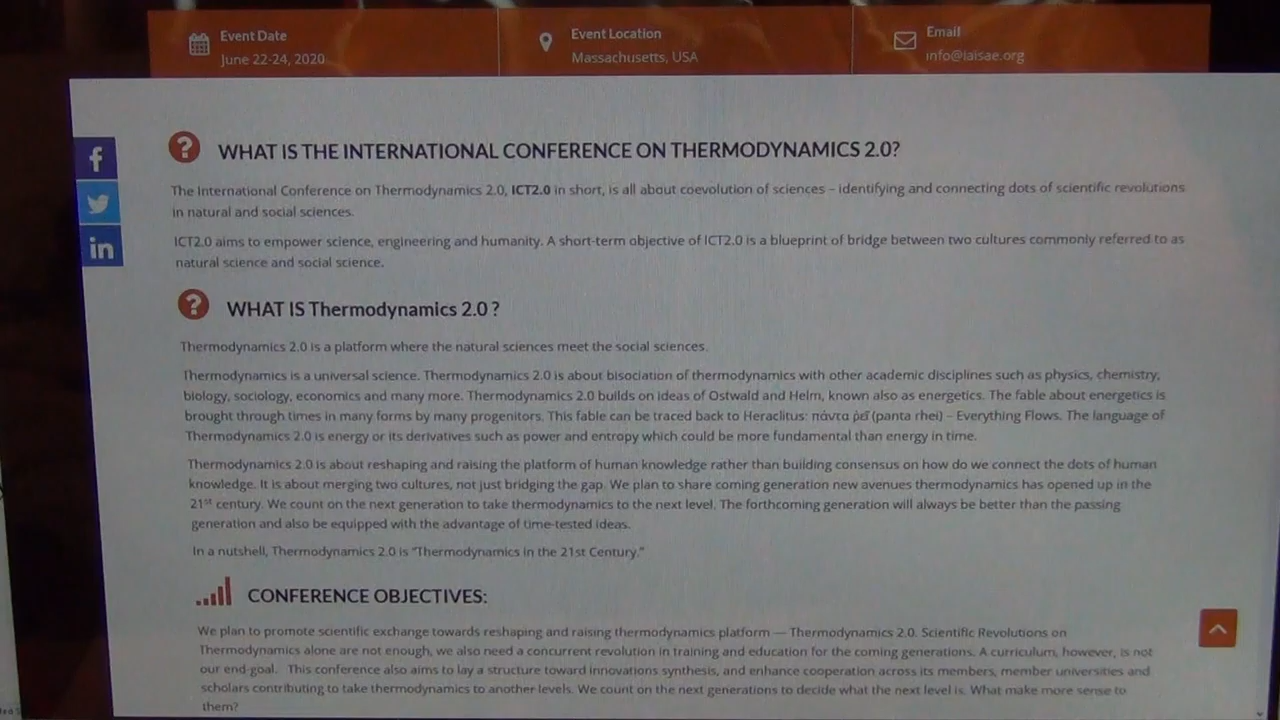 Event Date
June 22-24, 2020
Event Location
Massachusetts, USA
Email
info@iaisae.org
WHAT IS THE INTERNATIONAL CONFERENCE ON THERMODYNAMICS 2.0?
The International Conference on Thermodynamics 2.0, ICT2.0 in short, is all about coevolution of sciences – identifying and connecting dots of scientific revolutions
in natural and social sciences.
ICT2.0 aims to empower science, engineering and humanity. A short-term objective of ICT2.0 is a blueprint of bridge between two cultures commonly referred to as
natural science and social science.
WHAT IS Thermodynamics 2.0 ?
Thermodynamics 2.0 is a platform where the natural sciences meet the social sciences.
Thermodynamics is a universal science. Thermodynamics 2.0 is about bisociation of thermodynamics with other academic disciplines such as physics, chemistry,
biology, sociology, economics and many more. Thermodynamics 2.0 builds on ideas of Ostwald and Helm, known also as energetics. The fable about energetics is
brought through times in many forms by many progenitors. This fable can be traced back to Heraclitus: πάντα ῥεῖ (panta rhei) – Everything Flows. The language of
Thermodynamics 2.0 is energy or its derivatives such as power and entropy which could be more fundamental than energy in time.
Thermodynamics 2.0 is about reshaping and raising the platform of human knowledge rather than building consensus on how do we connect the dots of human
knowledge. It is about merging two cultures, not just bridging the gap. We plan to share coming generation new avenues thermodynamics has opened up in the
21st century. We count on the next generation to take thermodynamics to the next level. The forthcoming generation will always be better than the passing
generation and also be equipped with the advantage of time-tested ideas.
In a nutshell, Thermodynamics 2.0 is "Thermodynamics in the 21st Century."
CONFERENCE OBJECTIVES:
We plan to promote scientific exchange towards reshaping and raising thermodynamics platform — Thermodynamics 2.0. Scientific Revolutions on
Thermodynamics alone are not enough, we also need a concurrent revolution in training and education for the coming generations. A curriculum, however, is not
our end-goal. This conference also aims to lay a structure toward innovations synthesis, and enhance cooperation across its members, member universities and
scholars contributing to take thermodynamics to another levels. We count on the next generations to decide what the next level is. What make more sense to
them?